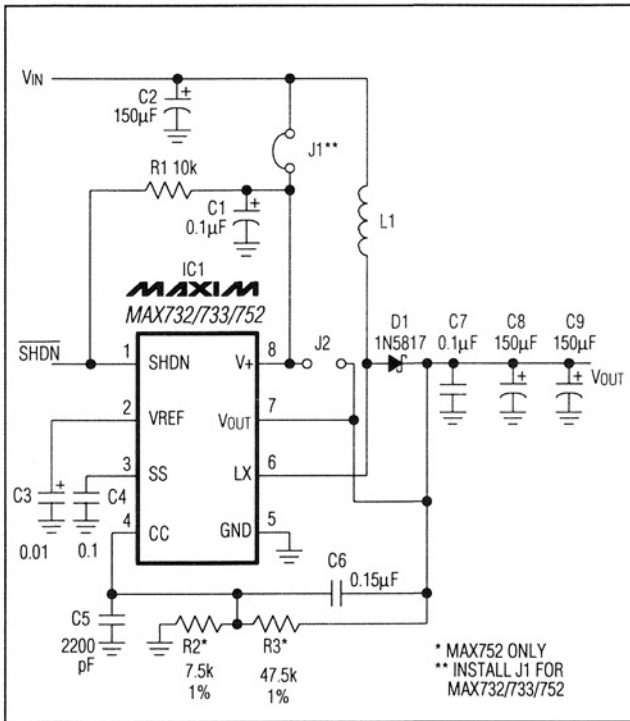 VIN
C2
150µF
+
J1**
R1 10k
C1
0.1µF
+
L1
IC1
MAXIM
MAX732/733/752
D1
1N5817
C7
0.1µF
C8
150µF
+
C9
150µF
+
VOUT
SHDN
1
SHDN
V+
8
J2
2
VREF
VOUT
7
3
SS
LX
6
4
CC
GND
5
C3
+
0.01
C4
0.1
C6
0.15µF
C5
2200
pF
R2*
7.5k
1%
R3*
47.5k
1%
* MAX752 ONLY
** INSTALL J1 FOR
MAX732/733/752